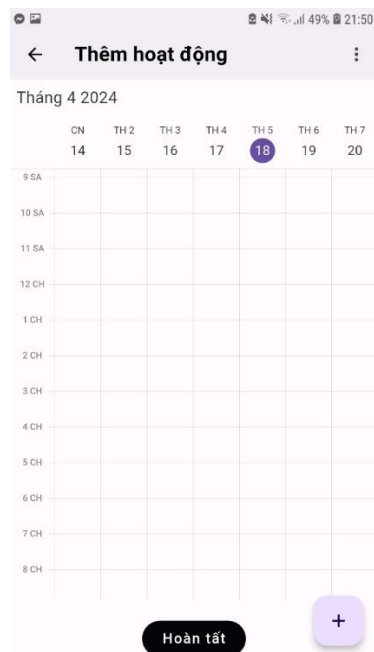 49% 21:50
Thêm hoạt động
Tháng 4 2024
CN TH 2 TH 3 TH 4 TH 5 TH 6 TH 7
14 15 16 17 18 19 20
9 SA
10 SA
11 SA
12 CH
1 CH
2 CH
3 CH
4 CH
5 CH
6 CH
7 CH
8 CH
+
Hoàn tất